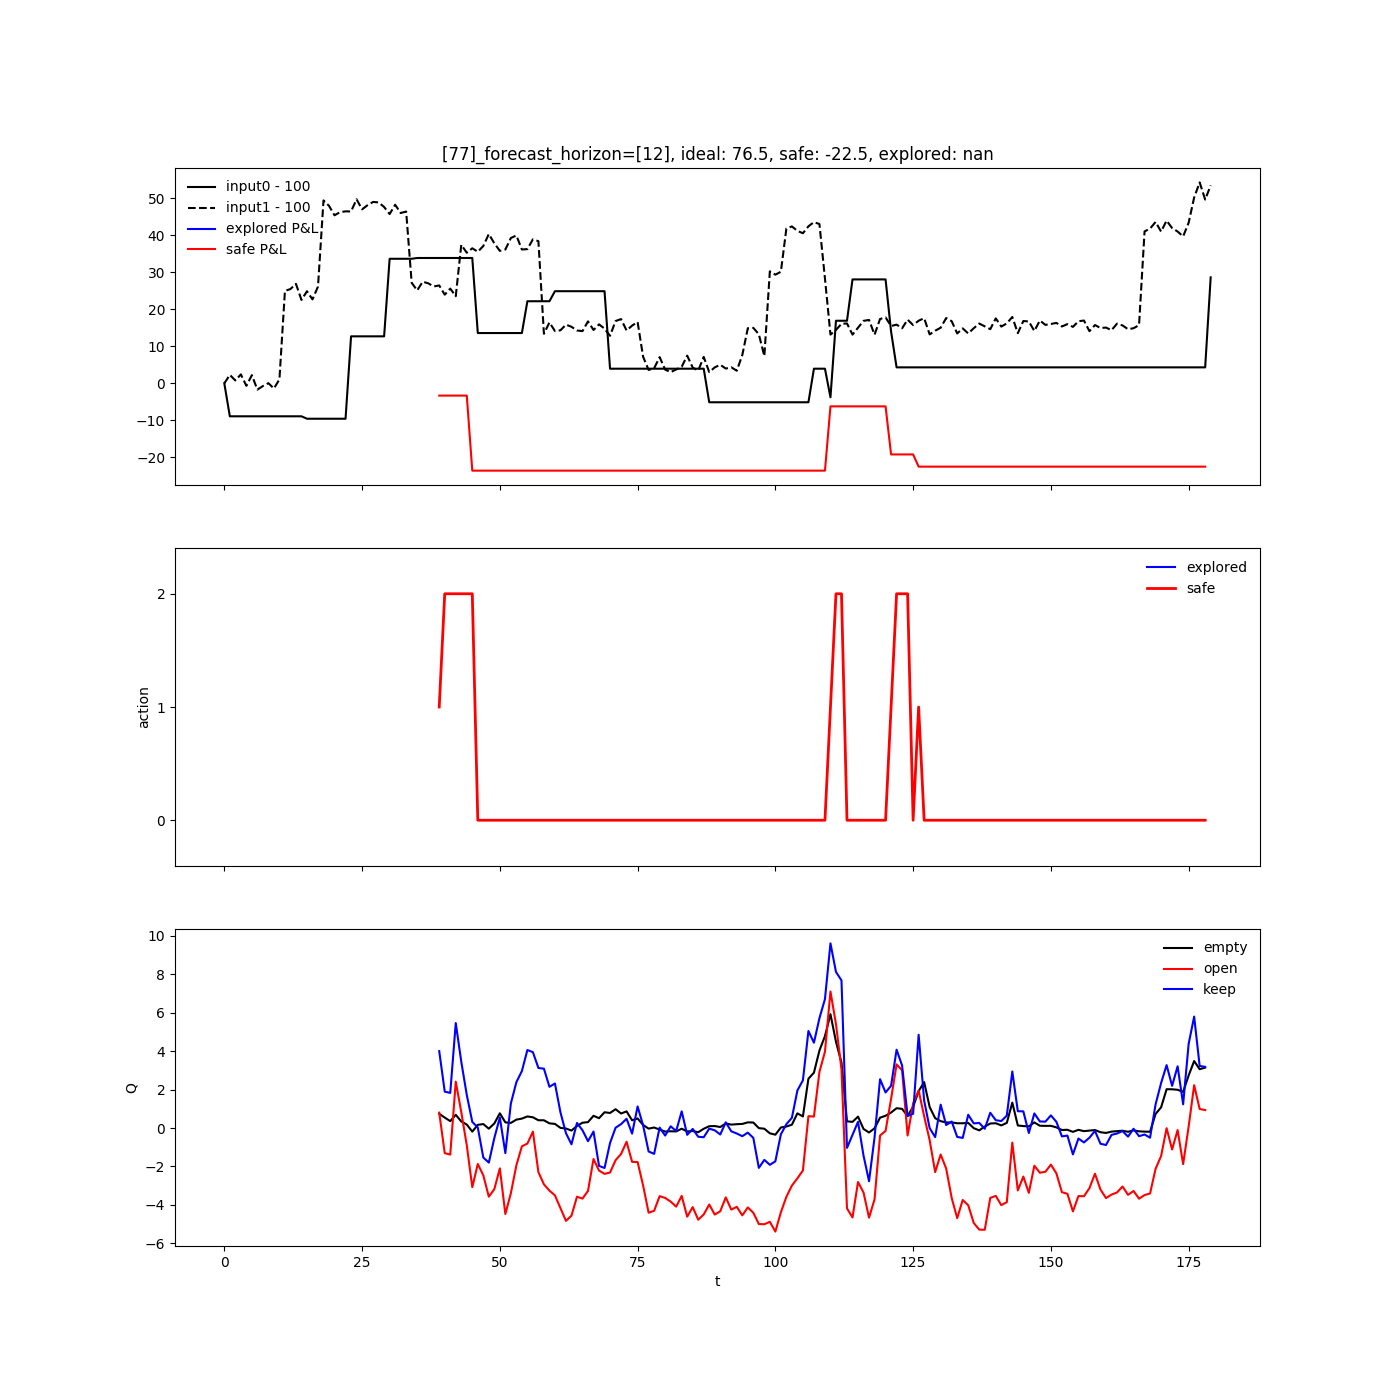 [77]_forecast_horizon=[12], ideal: 76.5, safe: -22.5, explored: nan
input0 - 100
input1 - 100
explored P&L
safe P&L
50
40
30
20
10
0
−10
−20
explored
safe
2
1
0
action
empty
open
keep
10
8
6
4
2
0
−2
−4
−6
Q
0 25 50 75 100 125 150 175
t